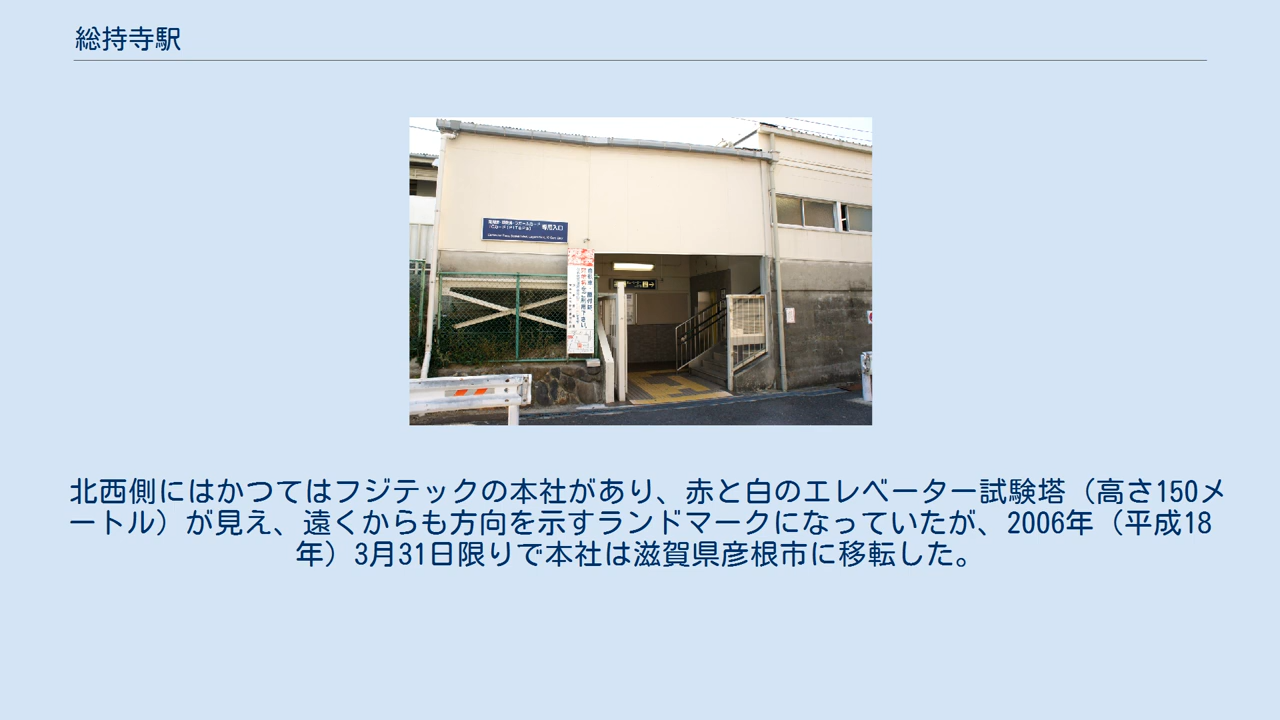 総持寺駅
専用入口
北西側にはかつてはフジテックの本社があり、赤と白のエレベーター試験塔（高さ150メ
ートル）が見え、遠くからも方向を示すランドマークになっていたが、2006年（平成18
年）3月31日限りで本社は滋賀県彦根市に移転した。